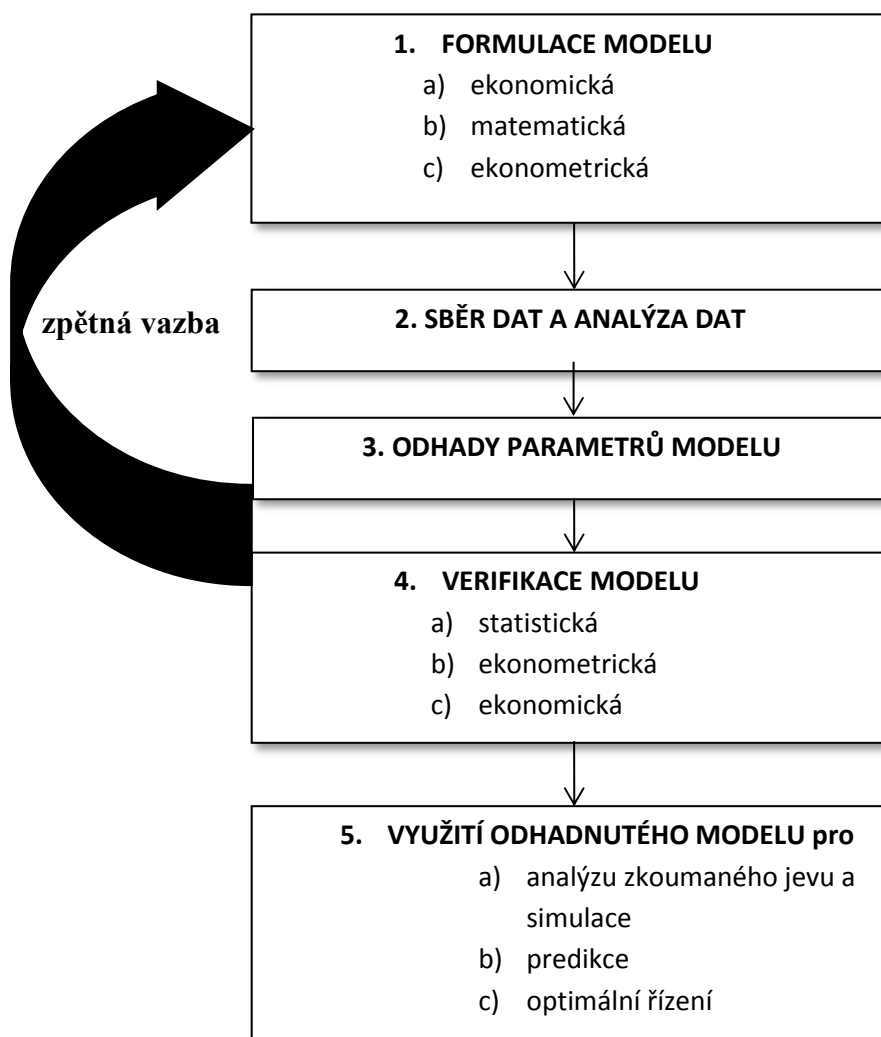 1. FORMULACE MODELU
a) ekonomická
b) matematická
c) ekonometrická
zpětná vazba
2. SBĚR DAT A ANALÝZA DAT
3. ODHADY PARAMETRŮ MODELU
4. VERIFIKACE MODELU
a) statistická
b) ekonometrická
c) ekonomická
5. VYUŽITÍ ODHADNUTÉHO MODELU pro
a) analýzu zkoumaného jevu a
simulace
b) predikce
c) optimální řízení